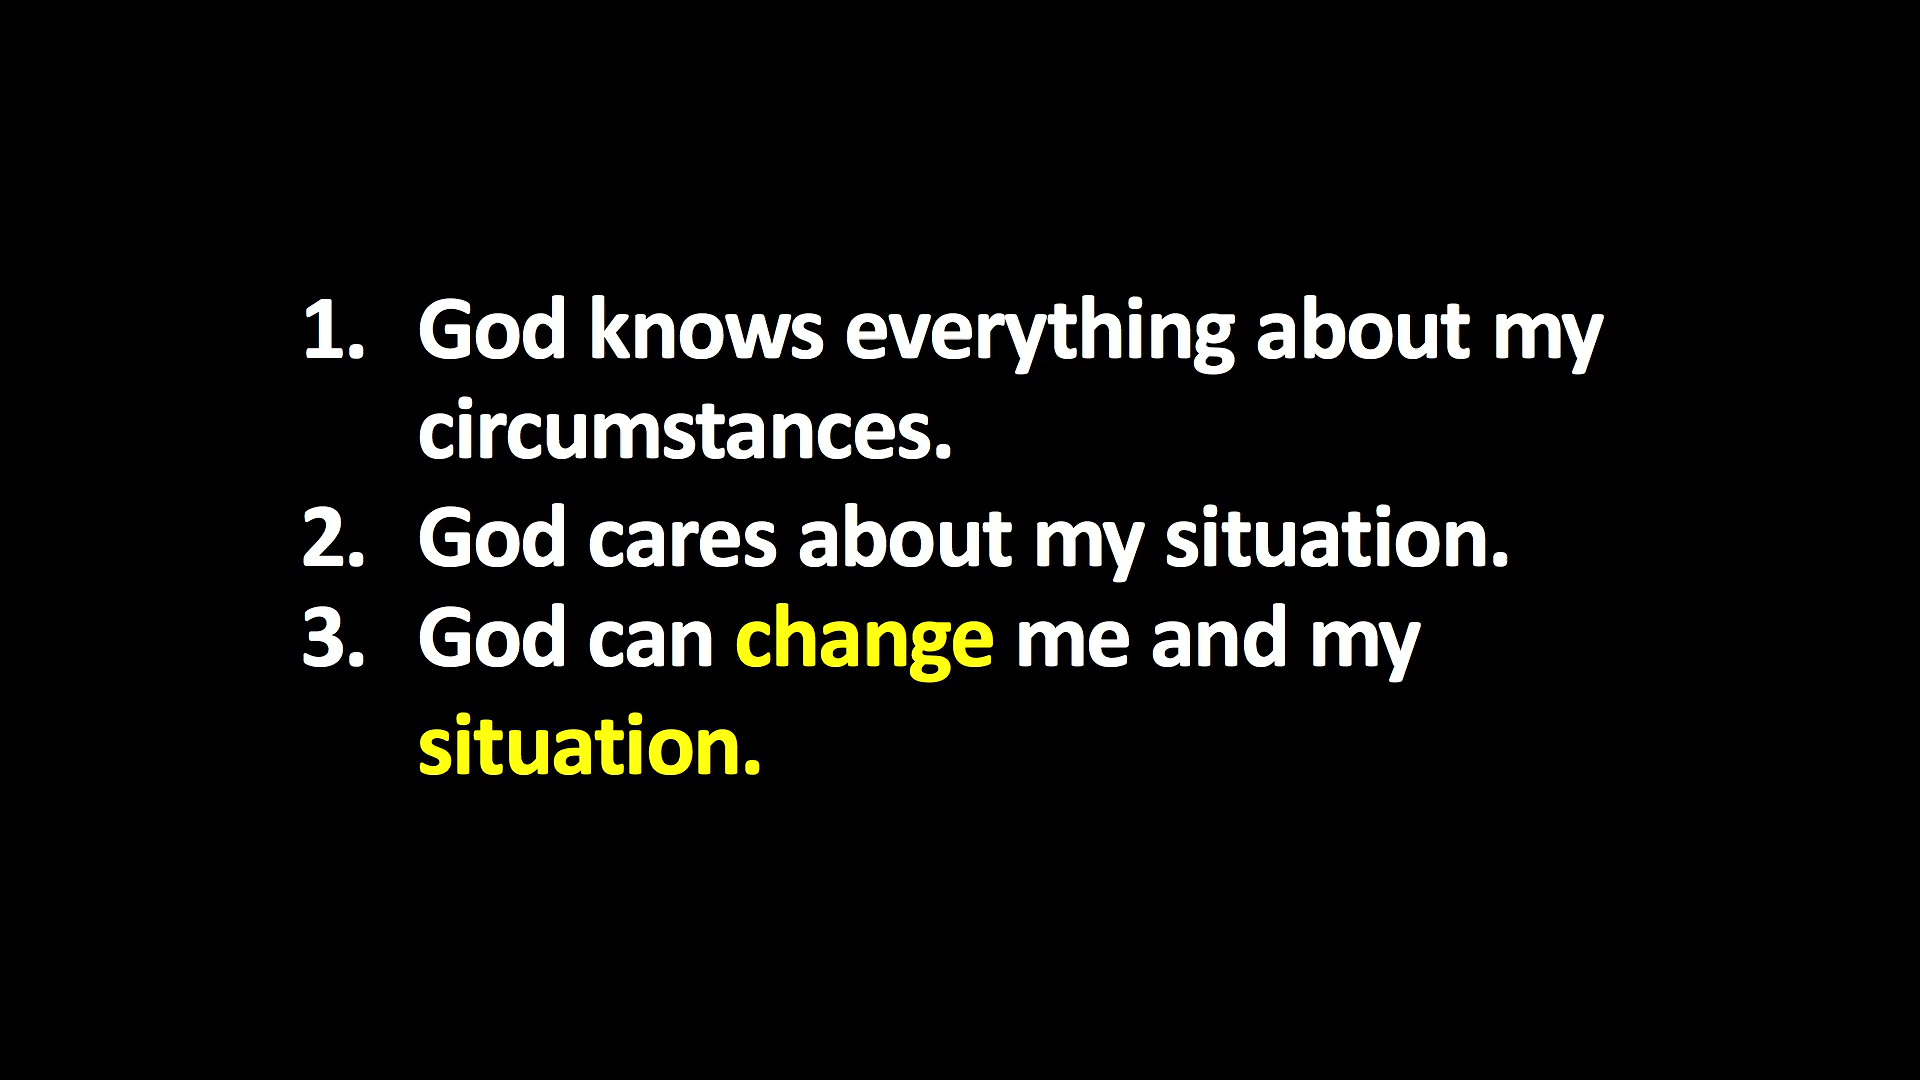 1. God knows everything about my
circumstances.
2. God cares about my situation.
3. God can change me and my
situation.